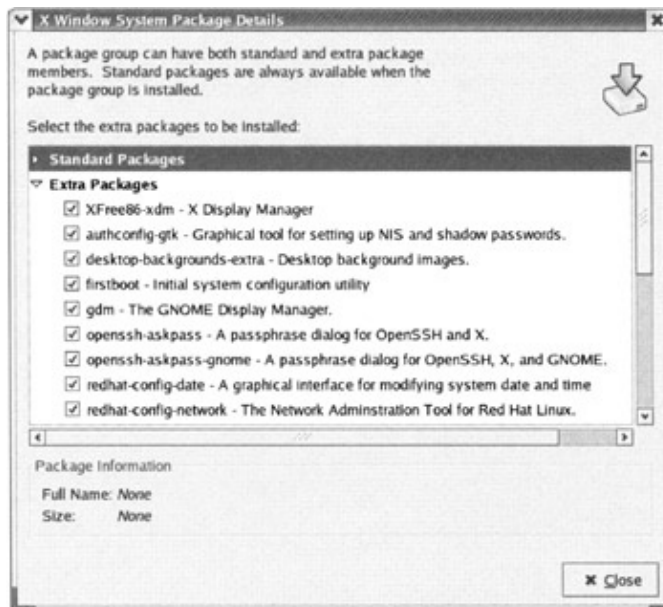 X Window System Package Details
A package group can have both standard and extra package
members. Standard packages are always available when the
package group is installed.
Select the extra packages to be installed:
Standard Packages
Extra Packages
XFree86-xdm - X Display Manager
authconfig-gtk - Graphical tool for setting up NIS and shadow passwords.
desktop-backgrounds-extra - Desktop background images.
firstboot - Initial system configuration utility
gdm - The GNOME Display Manager.
openssh-askpass - A passphrase dialog for OpenSSH and X.
openssh-askpass-gnome - A passphrase dialog for OpenSSH, X, and GNOME.
redhat-config-date - A graphical interface for modifying system date and time
redhat-config-network - The Network Adminstration Tool for Red Hat Linux.
Package Information
Full Name: None
Size: None
Close